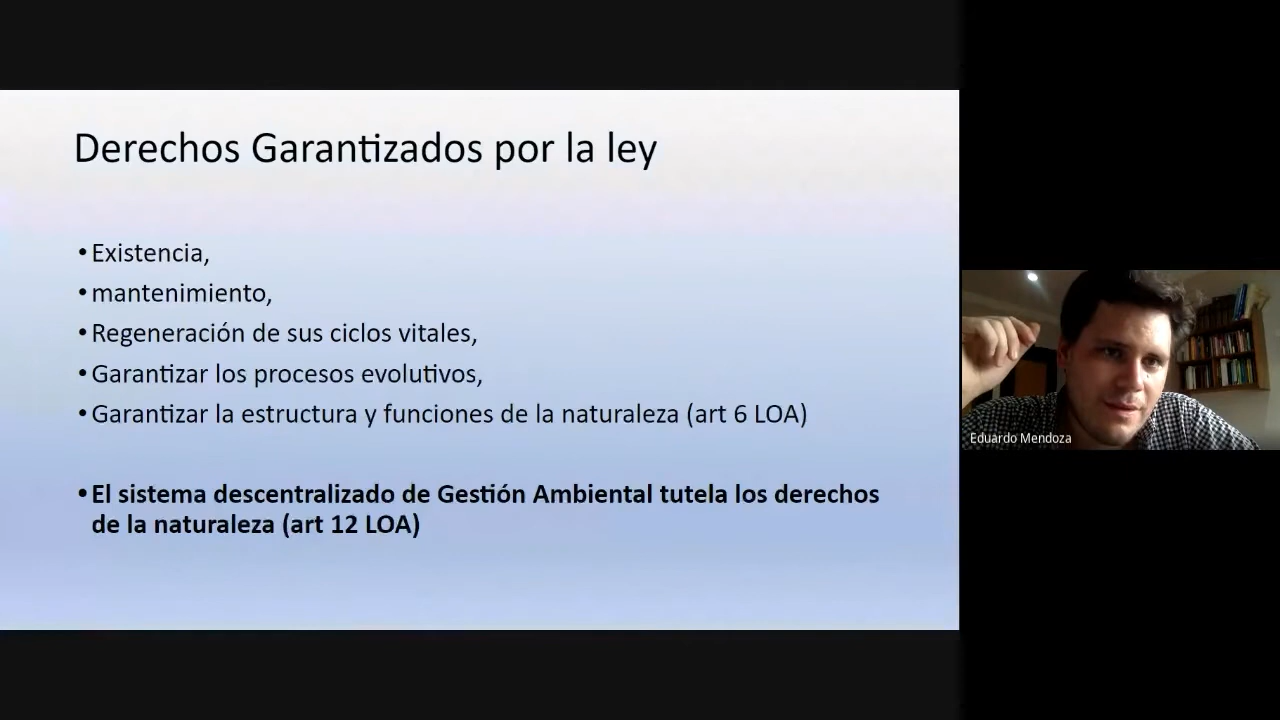 Derechos Garantizados por la ley
•Existencia,
•mantenimiento,
•Regeneración de sus ciclos vitales,
•Garantizar los procesos evolutivos,
•Garantizar la estructura y funciones de la naturaleza (art 6 LOA)
•El sistema descentralizado de Gestión Ambiental tutela los derechos
de la naturaleza (art 12 LOA)
Eduardo Mendoza